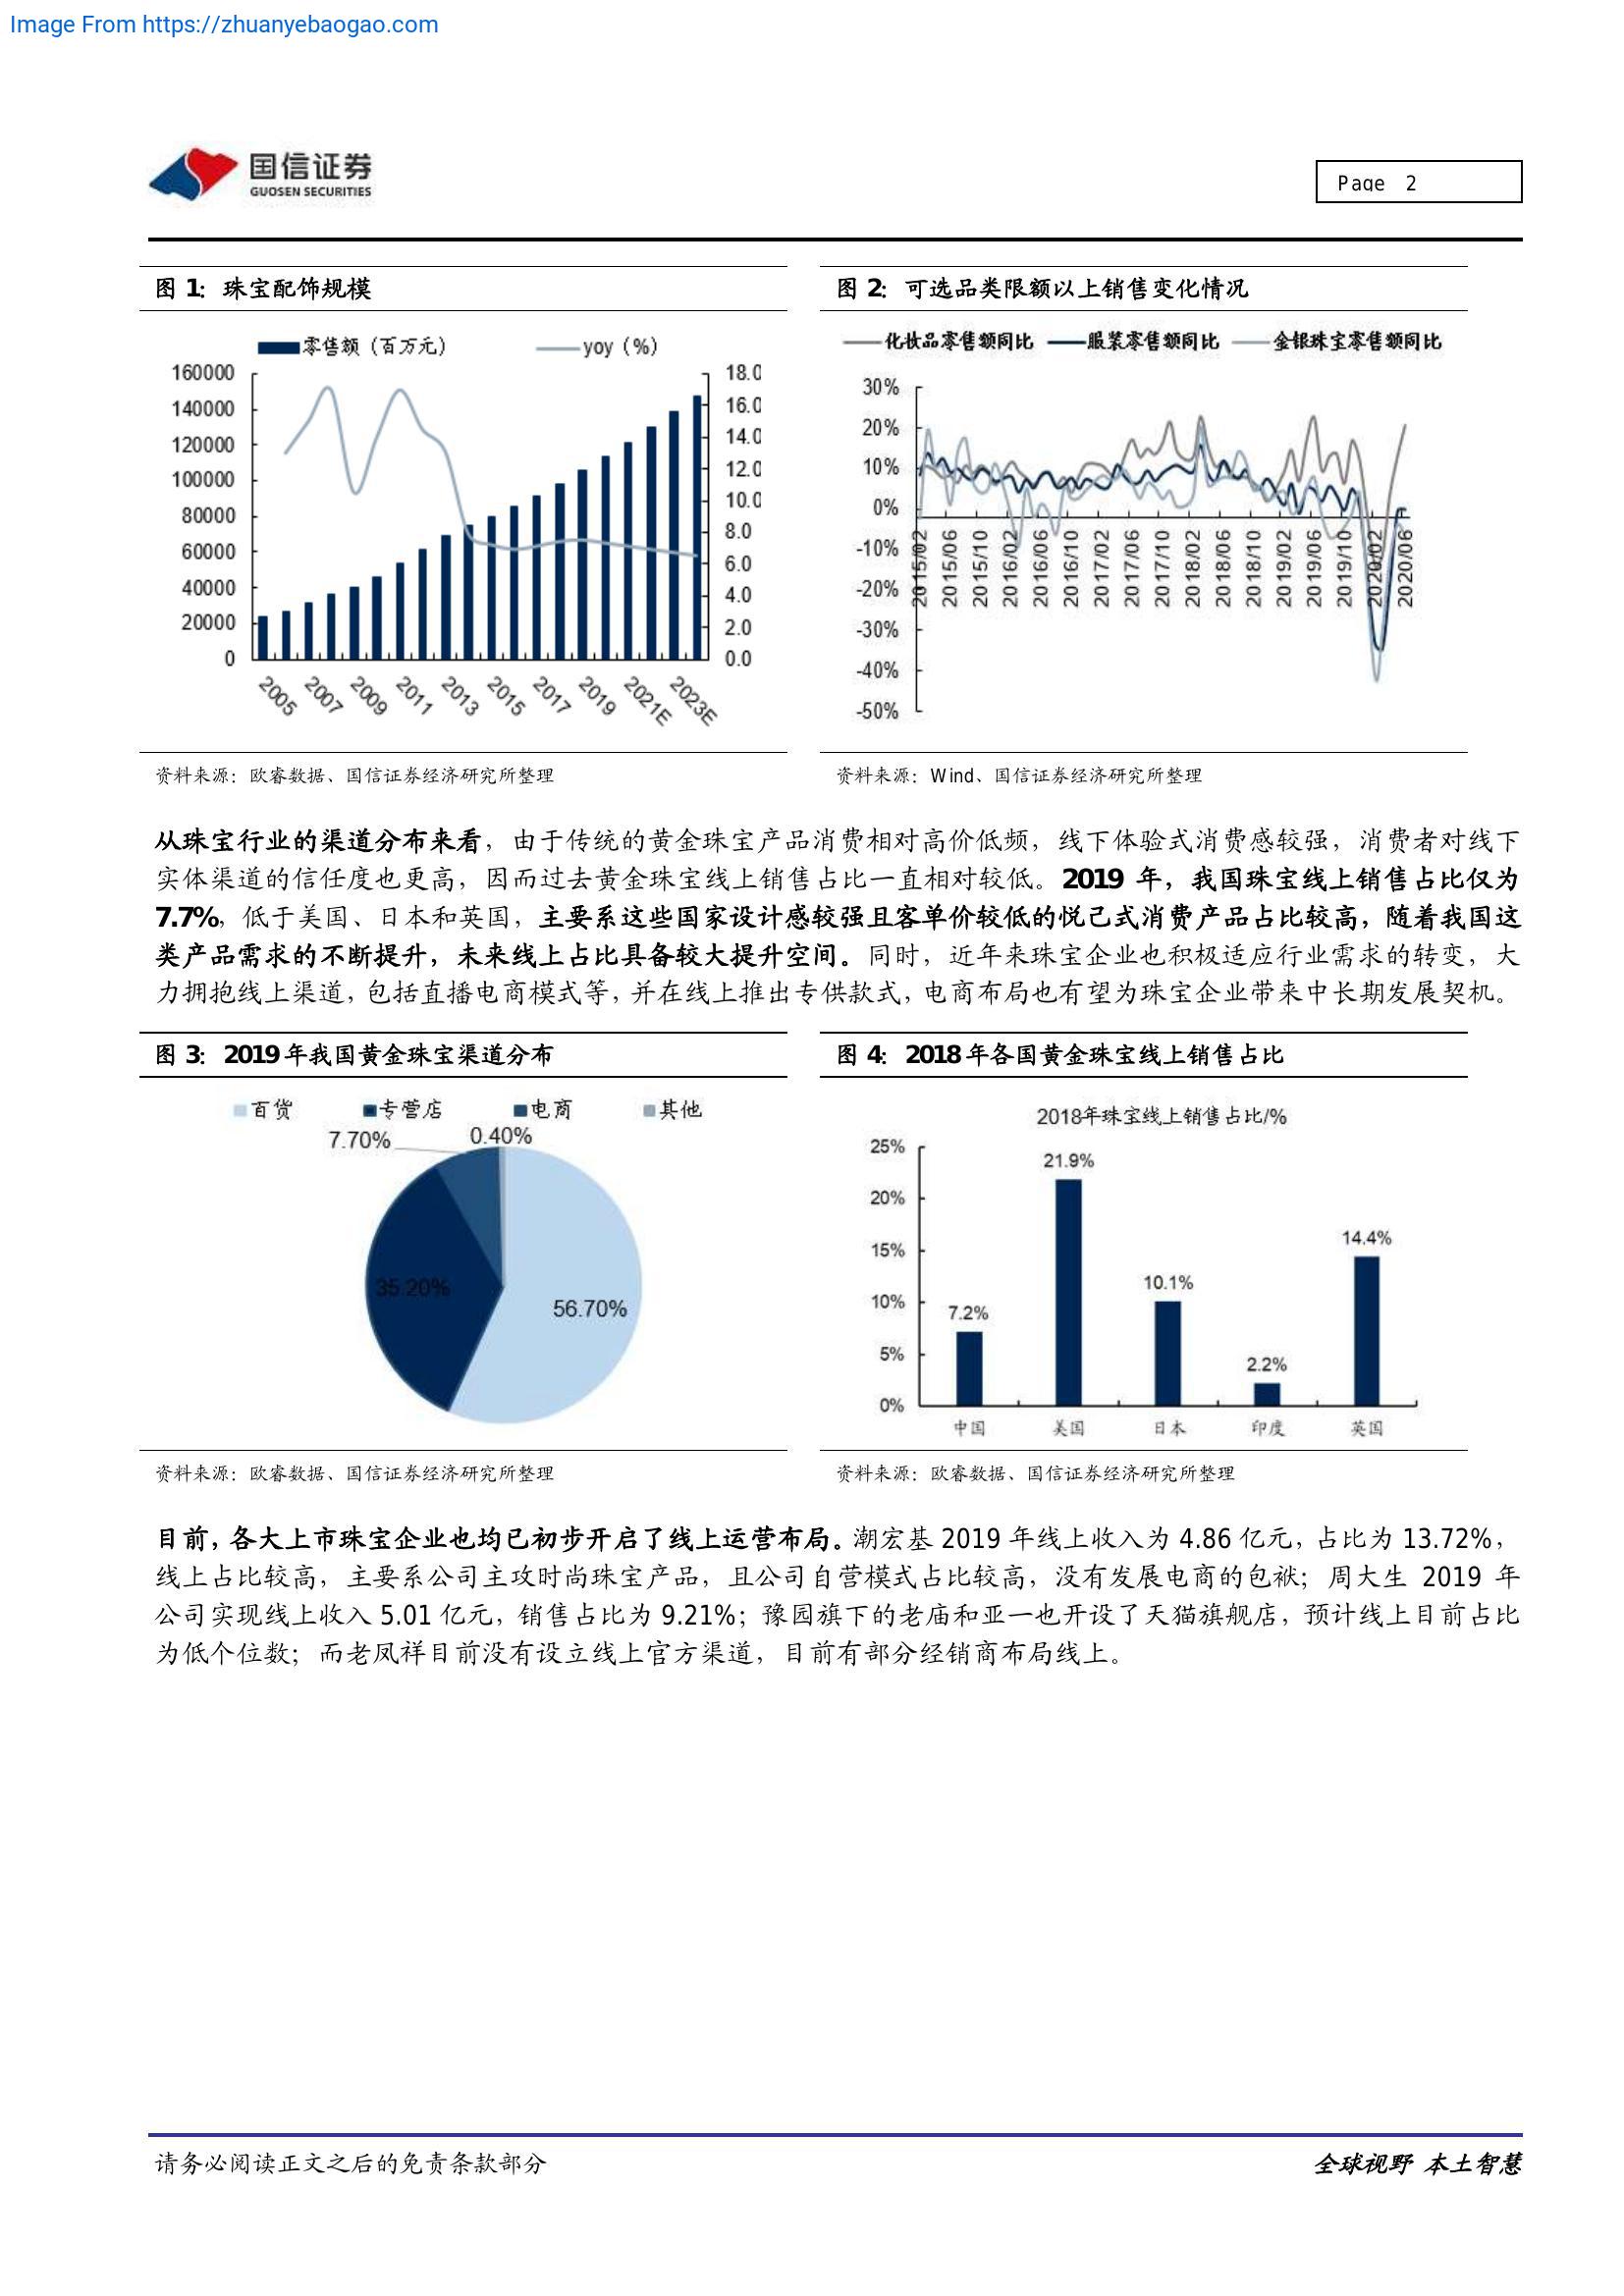 Image From https://zhuanyebaogao.com
国信证券
GUOSEN SECURITIES
Page 2
图 1：珠宝配饰规模
零售额（百万元） yoy（%）
160000
140000
120000
100000
80000
60000
40000
20000
0
18.0
16.0
14.0
12.0
10.0
8.0
6.0
4.0
2.0
0.0
2005 2007 2009 2011 2013 2015 2017 2019 2021E 2023E
资料来源：欧睿数据、国信证券经济研究所整理
图 2：可选品类限额以上销售变化情况
化妆品零售额同比 服装零售额同比 金银珠宝零售额同比
30%
20%
10%
0%
-10%
-20%
-30%
-40%
-50%
2015/02 2015/06 2015/10 2016/02 2016/06 2016/10 2017/02 2017/06 2017/10 2018/02 2018/06 2018/10 2019/02 2019/06 2019/10 2020/02 2020/06
资料来源：Wind、国信证券经济研究所整理
从珠宝行业的渠道分布来看，由于传统的黄金珠宝产品消费相对高价低频，线下体验式消费感较强，消费者对线下
实体渠道的信任度也更高，因而过去黄金珠宝线上销售占比一直相对较低。2019 年，我国珠宝线上销售占比仅为
7.7%，低于美国、日本和英国，主要系这些国家设计感较强且客单价较低的悦己式消费产品占比较高，随着我国这
类产品需求的不断提升，未来线上占比具备较大提升空间。同时，近年来珠宝企业也积极适应行业需求的转变，大
力拥抱线上渠道，包括直播电商模式等，并在线上推出专供款式，电商布局也有望为珠宝企业带来中长期发展契机。
图 3：2019 年我国黄金珠宝渠道分布
百货 专营店 电商 其他
7.70%
0.40%
35.20%
56.70%
资料来源：欧睿数据、国信证券经济研究所整理
图 4：2018 年各国黄金珠宝线上销售占比
2018年珠宝线上销售占比/%
25%
20%
15%
10%
5%
0%
7.2%
21.9%
10.1%
2.2%
14.4%
中国 美国 日本 印度 英国
资料来源：欧睿数据、国信证券经济研究所整理
目前，各大上市珠宝企业也均已初步开启了线上运营布局。潮宏基 2019 年线上收入为 4.86 亿元，占比为 13.72%，
线上占比较高，主要系公司主攻时尚珠宝产品，且公司自营模式占比较高，没有发展电商的包袱；周大生 2019 年
公司实现线上收入 5.01 亿元，销售占比为 9.21%；豫园旗下的老庙和亚一也开设了天猫旗舰店，预计线上目前占比
为低个位数；而老凤祥目前没有设立线上官方渠道，目前有部分经销商布局线上。
请务必阅读正文之后的免责条款部分
全球视野 本土智慧